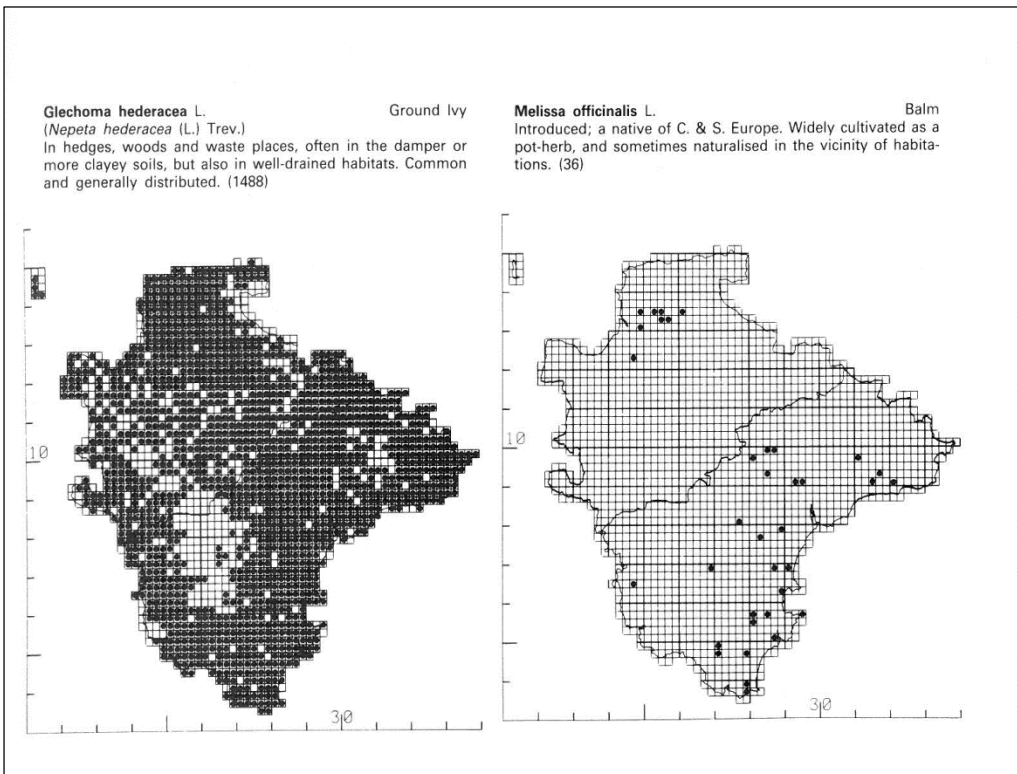 Glechoma hederacea L. Ground Ivy
(Nepeta hederacea (L.) Trev.)
In hedges, woods and waste places, often in the damper or
more clayey soils, but also in well-drained habitats. Common
and generally distributed. (1488)
10
30
Melissa officinalis L. Balm
Introduced; a native of C. & S. Europe. Widely cultivated as a
pot-herb, and sometimes naturalised in the vicinity of habita-
tions. (36)
10
30